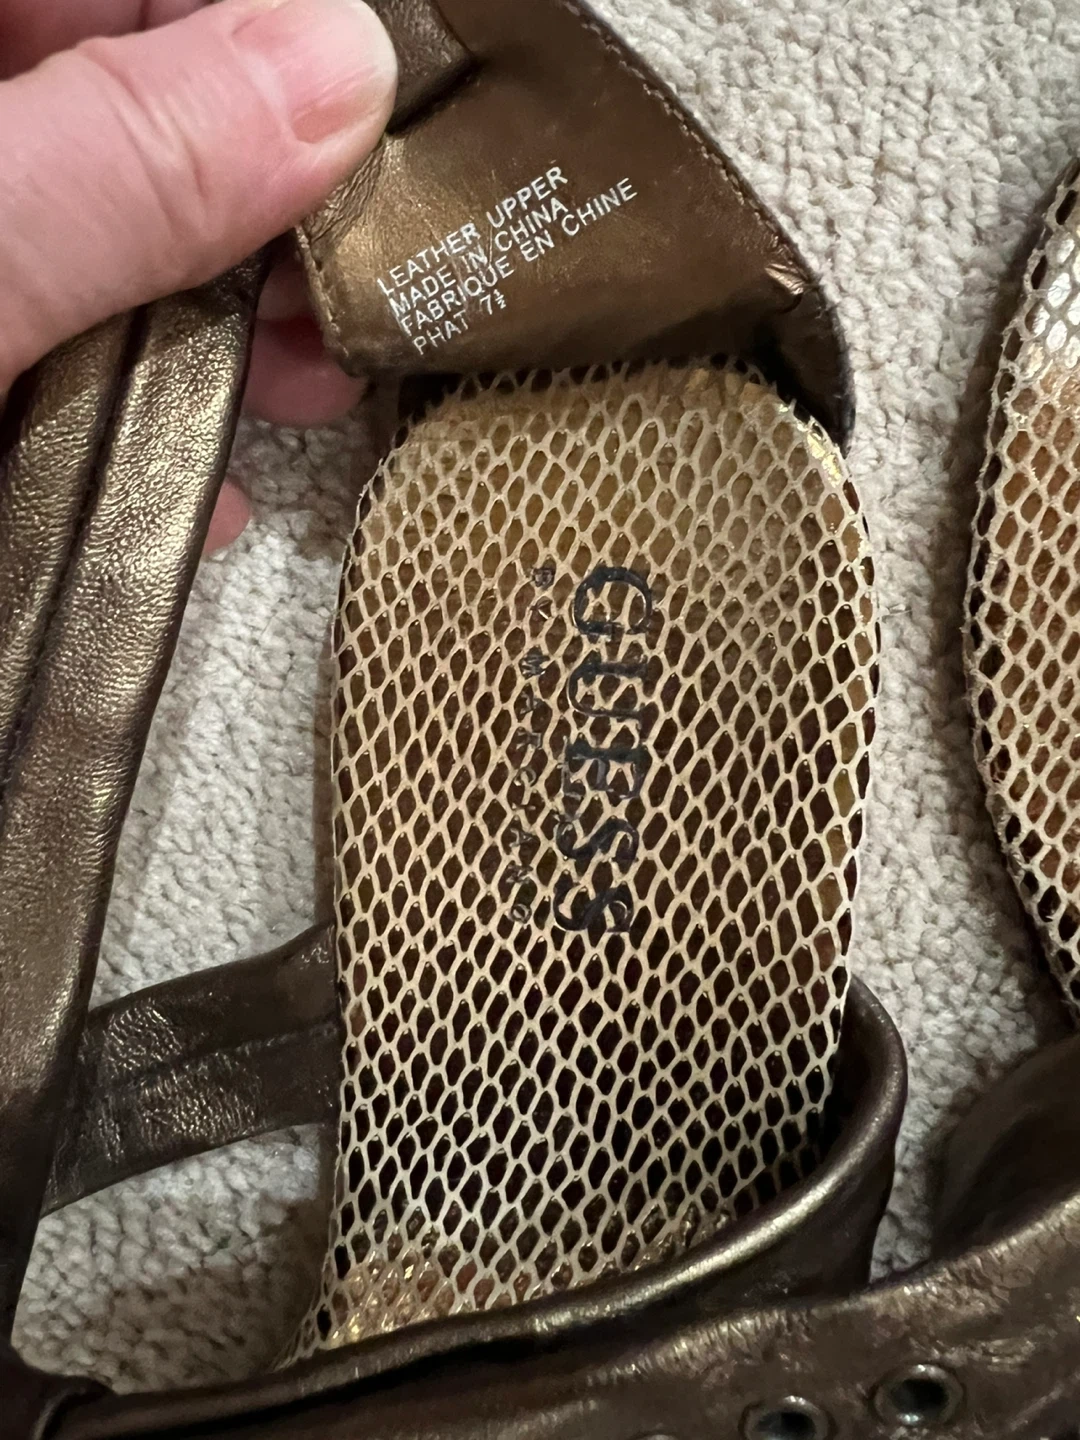 LEATHER UPPER
MADE IN CHINA
FABRIQUE EN CHINE
PHAT 7½
GUESS
BY MARCIANO